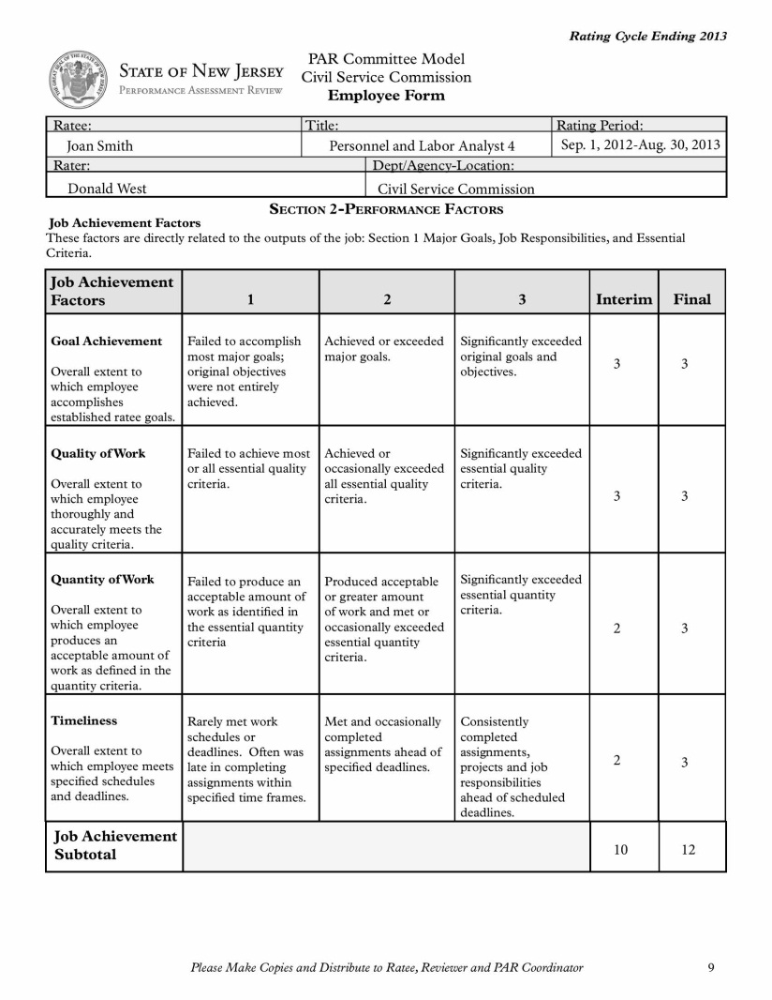 Rating Cycle Ending 2013
THE GREAT SEAL OF THE STATE OF NEW JERSEY
State of New Jersey
Performance Assessment Review
PAR Committee Model
Civil Service Commission
Employee Form
Ratee: Title: Rating Period:
Joan Smith Personnel and Labor Analyst 4 Sep. 1, 2012-Aug. 30, 2013
Rater: Dept/Agency-Location:
Donald West Civil Service Commission
Section 2-Performance Factors
Job Achievement Factors
These factors are directly related to the outputs of the job: Section 1 Major Goals, Job Responsibilities, and Essential
Criteria.
Job Achievement
Factors 1 2 3 Interim Final
Goal Achievement
Overall extent to
which employee
accomplishes
established ratee goals.
Failed to accomplish
most major goals;
original objectives
were not entirely
achieved.
Achieved or exceeded
major goals.
Significantly exceeded
original goals and
objectives.
3 3
Quality of Work
Overall extent to
which employee
thoroughly and
accurately meets the
quality criteria.
Failed to achieve most
or all essential quality
criteria.
Achieved or
occasionally exceeded
all essential quality
criteria.
Significantly exceeded
essential quality
criteria.
3 3
Quantity of Work
Overall extent to
which employee
produces an
acceptable amount of
work as defined in the
quantity criteria.
Failed to produce an
acceptable amount of
work as identified in
the essential quantity
criteria
Produced acceptable
or greater amount
of work and met or
occasionally exceeded
essential quantity
criteria.
Significantly exceeded
essential quantity
criteria.
2 3
Timeliness
Overall extent to
which employee meets
specified schedules
and deadlines.
Rarely met work
schedules or
deadlines. Often was
late in completing
assignments within
specified time frames.
Met and occasionally
completed
assignments ahead of
specified deadlines.
Consistently
completed
assignments,
projects and job
responsibilities
ahead of scheduled
deadlines.
2 3
Job Achievement
Subtotal
10 12
Please Make Copies and Distribute to Ratee, Reviewer and PAR Coordinator 9